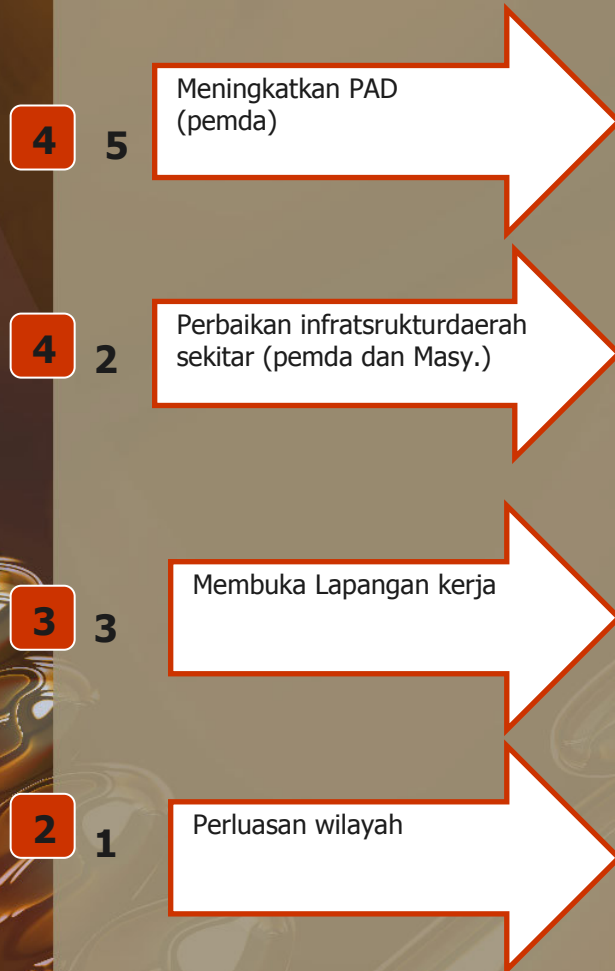 Meningkatkan PAD
(pemda)
4 5
Perbaikan infratsrukturdaerah
sekitar (pemda dan Masy.)
4 2
Membuka Lapangan kerja
3 3
Perluasan wilayah
2 1